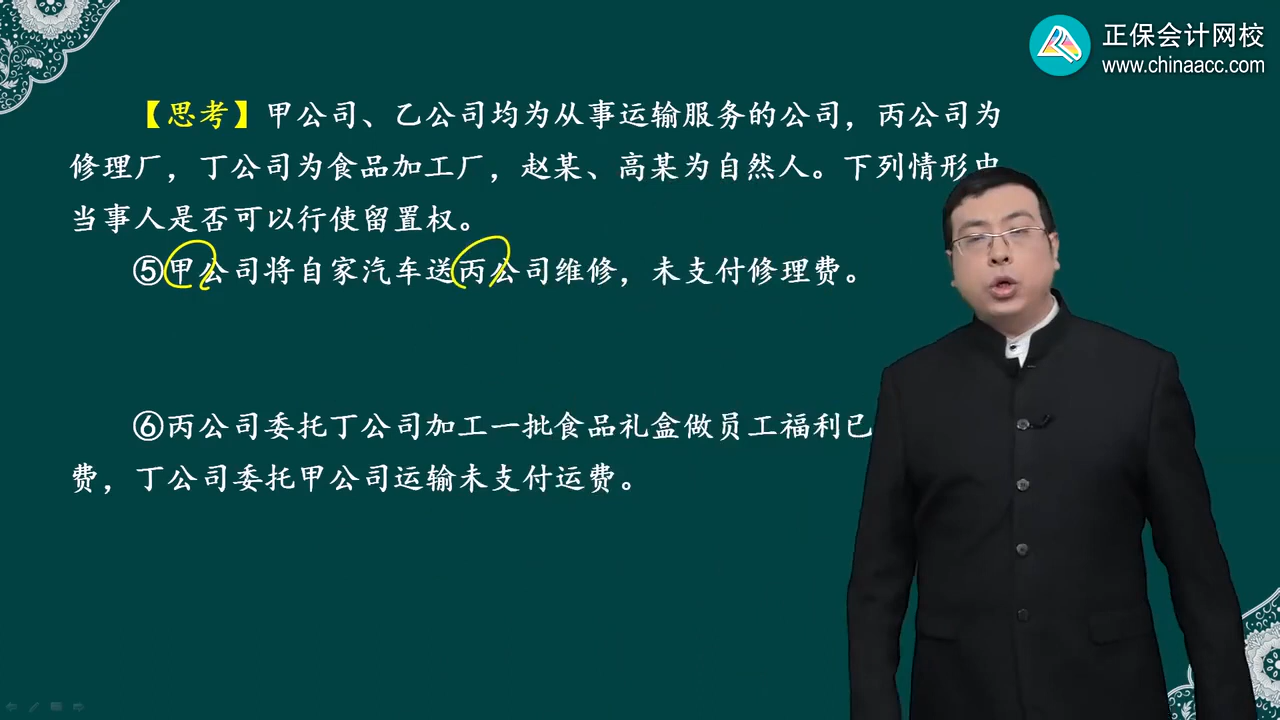 正保会计网校
www.chinaacc.com
【思考】甲公司、乙公司均为从事运输服务的公司，丙公司为
修理厂，丁公司为食品加工厂，赵某、高某为自然人。下列情形中
当事人是否可以行使留置权。
⑤甲公司将自家汽车送丙公司维修，未支付修理费。
⑥丙公司委托丁公司加工一批食品礼盒做员工福利已
费，丁公司委托甲公司运输未支付运费。